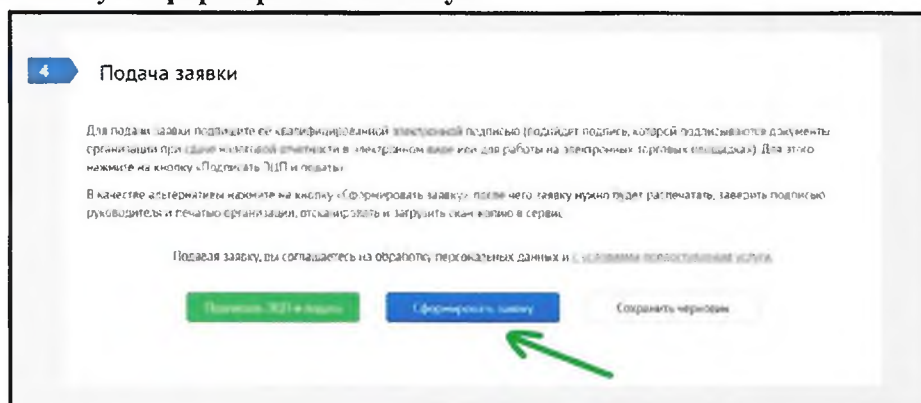 4 Подача заявки
Для подачи заявки подпишите ее квалифицированной электронной подписью (подойдет подпись, которой подписываются документы
организации при сдаче налоговой отчетности в электронном виде или для работы на электронных торговых площадках). Для этого
нажмите на кнопку «Подписать ЭЦП и подать»
В качестве альтернативы нажмите на кнопку «Сформировать заявку» после чего заявку нужно будет распечатать, заверить подписью
руководителя и печатью организации, отсканировать и загрузить скан-копию в сервис
Подавая заявку, вы соглашаетесь на обработку персональных данных и с условиями предоставления услуги.
Подписать ЭЦП и подать Сформировать заявку Сохранить черновик